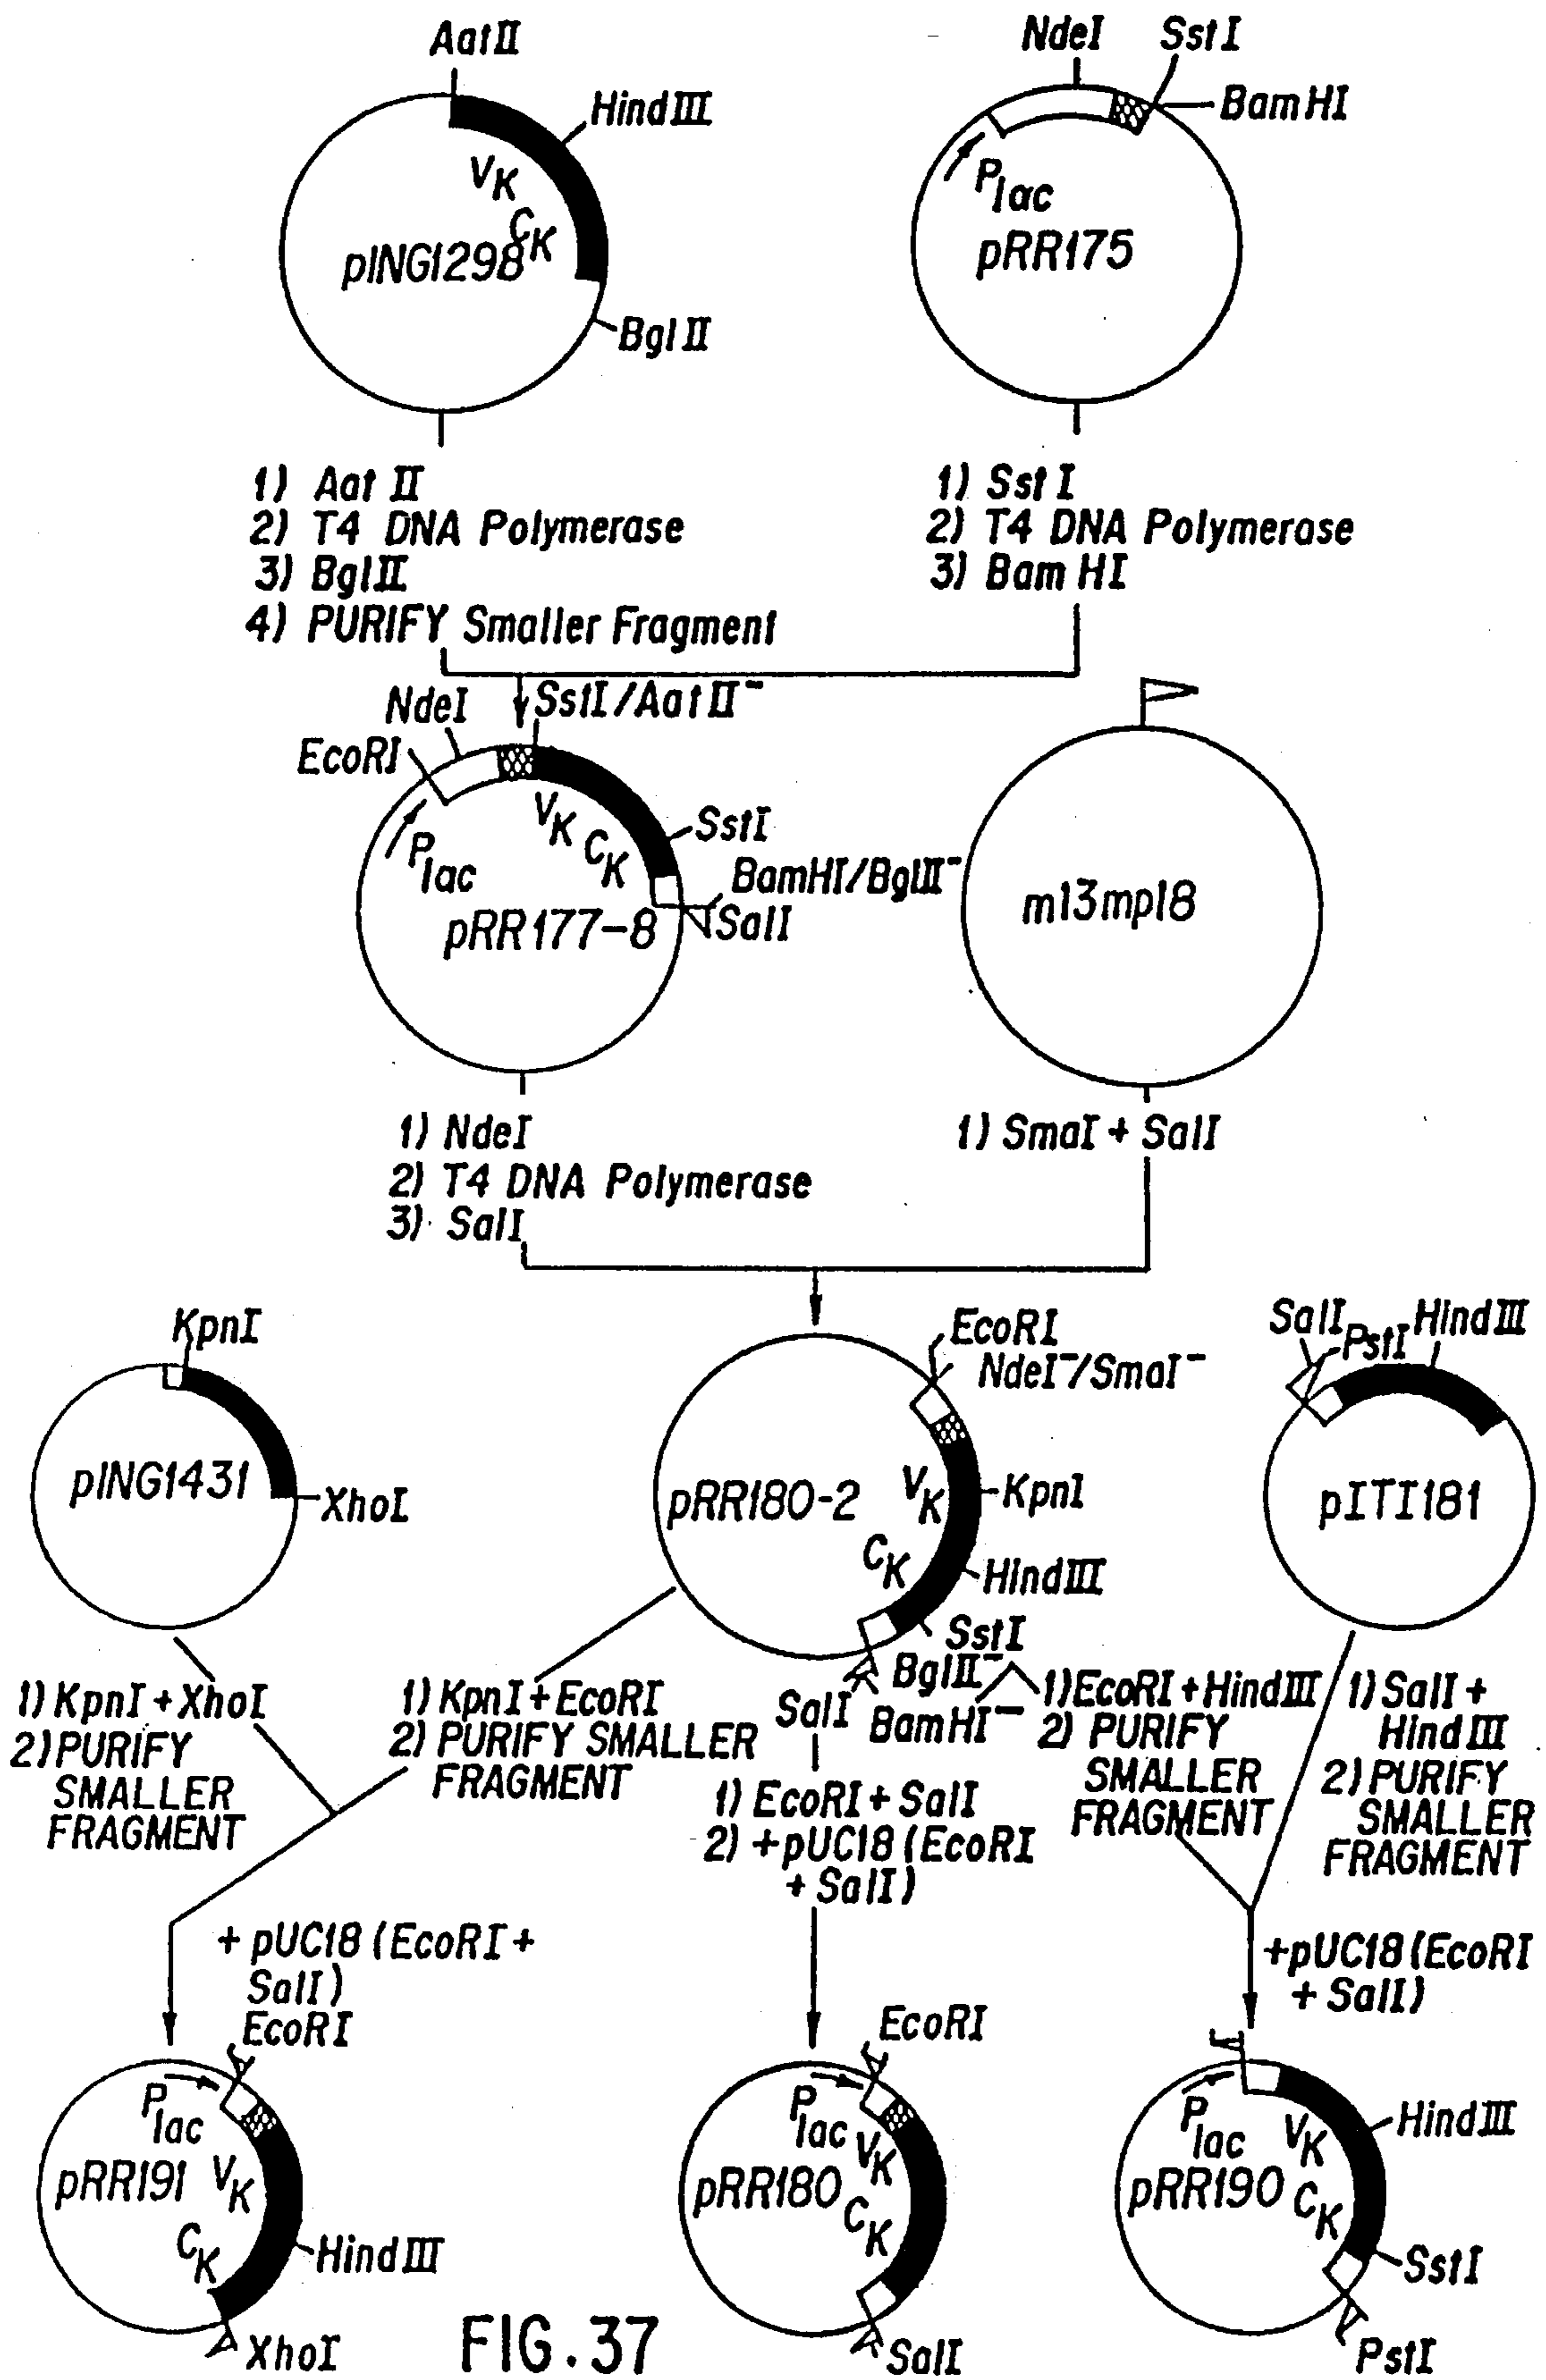 AatII
HindIII
VK
CK
pING1298
BglII
NdeI
SstI
BamHI
Plac
pRR175
1) Aat II
2) T4 DNA Polymerase
3) BglII
4) PURIFY Smaller Fragment
1) Sst I
2) T4 DNA Polymerase
3) Bam HI
NdeI
SstI/AatII-
EcoRI
VK
CK
SstI
Plac
BamHI/BglII-
SalI
pRR177-8
m13mp18
1) NdeI
2) T4 DNA Polymerase
3) SalI
1) SmaI + SalI
KpnI
pING1431
XhoI
EcoRI
NdeI-/SmaI-
VK
KpnI
pRR180-2
CK
HindIII
SstI
BglII-
SalI
BamHI-
SalI
PstI
HindIII
pITI181
1) KpnI + XhoI
2) PURIFY
SMALLER
FRAGMENT
1) KpnI + EcoRI
2) PURIFY SMALLER
FRAGMENT
1) EcoRI + SalI
2) +pUC18 (EcoRI
+ SalI)
1) EcoRI + HindIII
2) PURIFY
SMALLER
FRAGMENT
1) SalI +
HindIII
2) PURIFY
SMALLER
FRAGMENT
+ pUC18 (EcoRI +
SalI)
EcoRI
Plac
pRR191
VK
CK
HindIII
XhoI
EcoRI
Plac
VK
pRR180
CK
SalI
+pUC18 (EcoRI
+ SalI)
Plac
VK
HindIII
pRR190
CK
SstI
PstI
FIG. 37